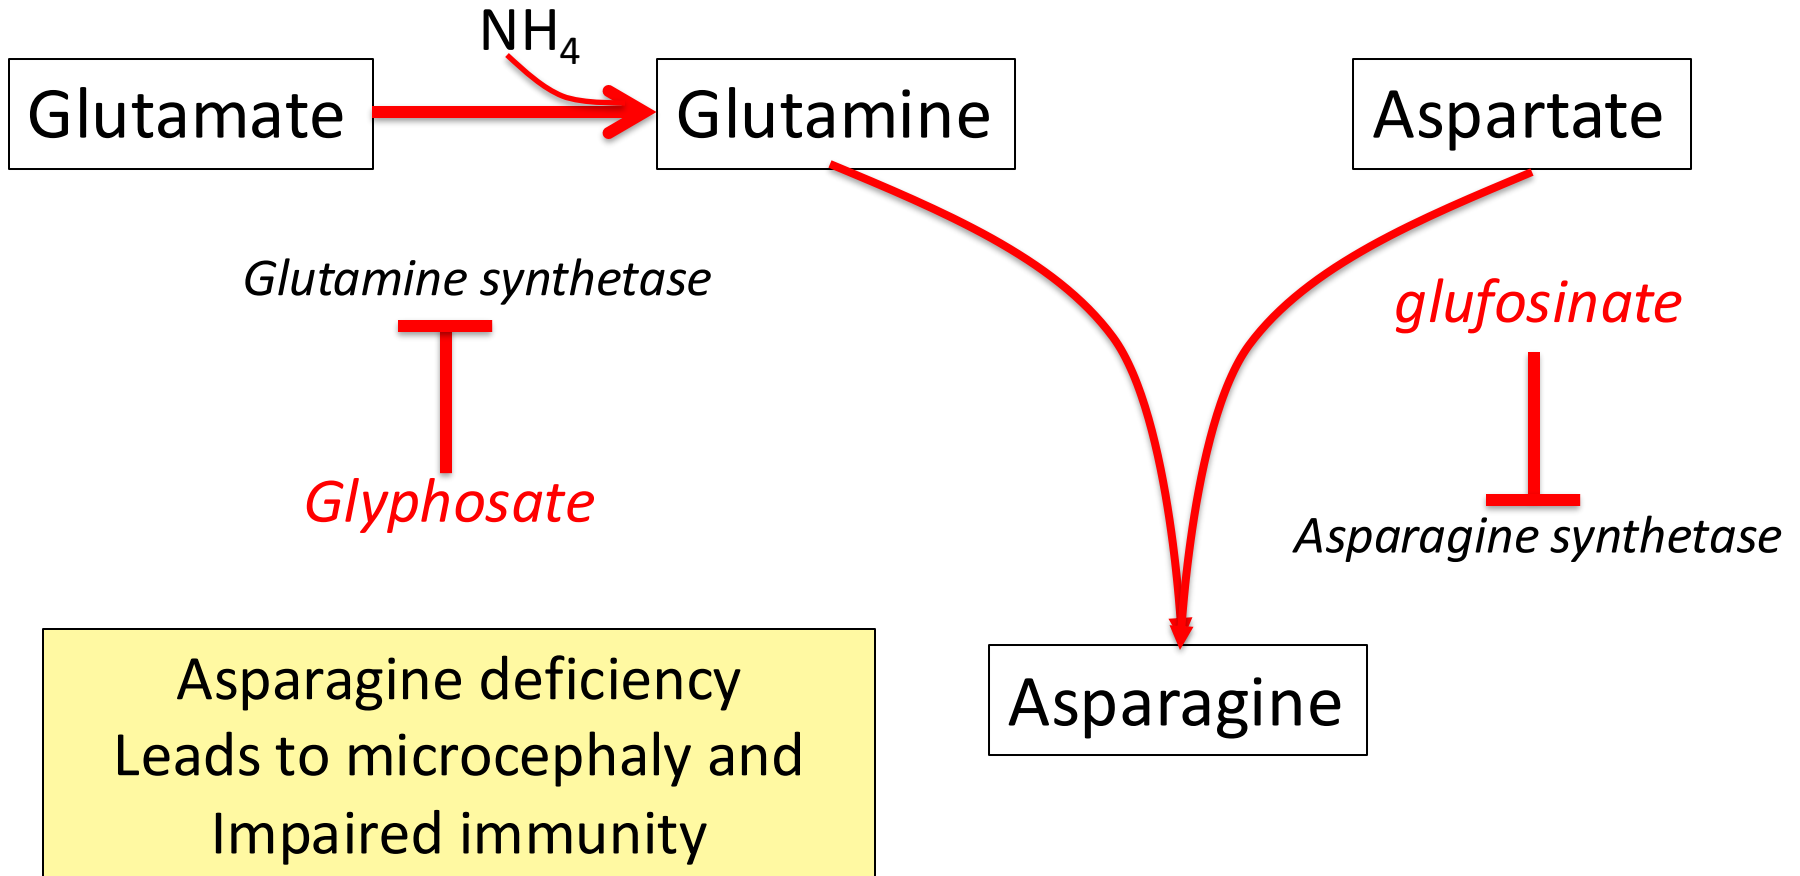 NH₄
Glutamate
Glutamine
Aspartate
Glutamine synthetase
glufosinate
Glyphosate
Asparagine synthetase
Asparagine deficiency
Leads to microcephaly and
Impaired immunity
Asparagine